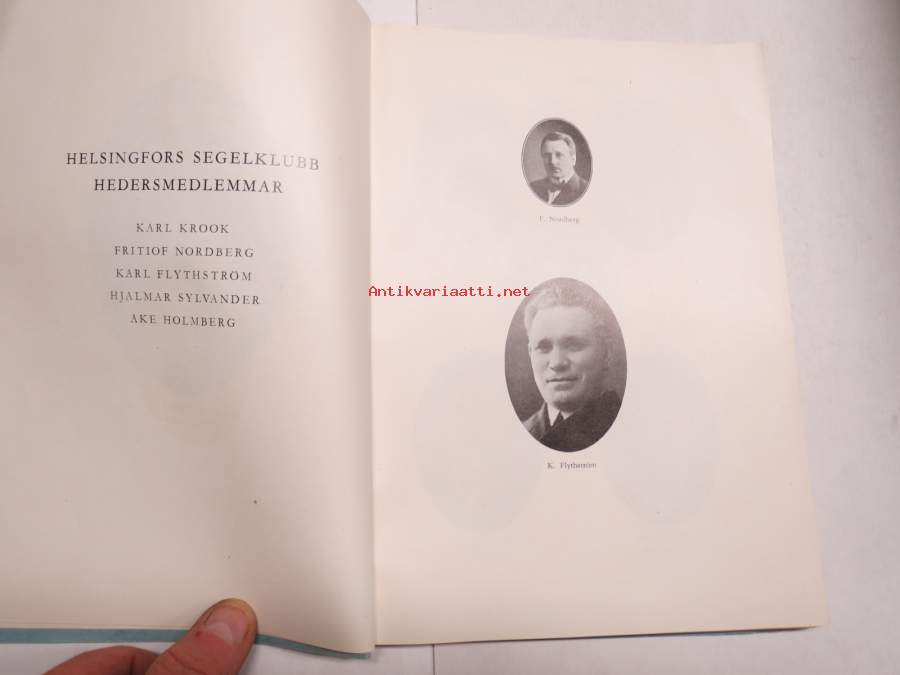 HELSINGFORS SEGELKLUBB
HEDERSMEDLEMMAR
KARL KROOK
FRITIOF NORDBERG
KARL FLYTHSTRÖM
HJALMAR SYLVANDER
ÅKE HOLMBERG
F. Nordberg
Antikvariaatti.net
K. Flythström